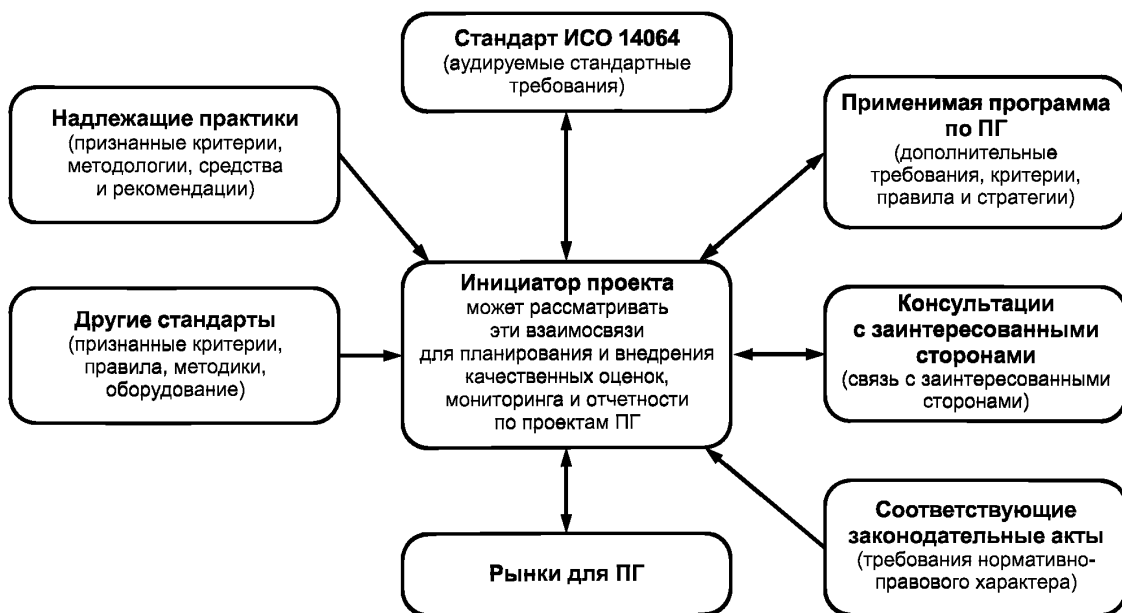 Стандарт ИСО 14064
(аудируемые стандартные
требования)
Надлежащие практики
(признанные критерии,
методологии, средства
и рекомендации)
Применимая программа
по ПГ
(дополнительные
требования, критерии,
правила и стратегии)
Другие стандарты
(признанные критерии,
правила, методики,
оборудование)
Инициатор проекта
может рассматривать
эти взаимосвязи
для планирования и внедрения
качественных оценок,
мониторинга и отчетности
по проектам ПГ
Консультации
с заинтересованными
сторонами
(связь с заинтересованными
сторонами)
Рынки для ПГ
Соответствующие
законодательные акты
(требования нормативно-
правового характера)